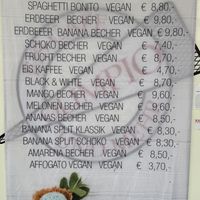 SPAGHETTI BONITO VEGAN € 8,80,-
ERDBEER BECHER VEGAN € 9,80,-
ERDBEEER BANANA BECHER VEGAN € 9,80,-
SCHOKO BECHER VEGAN € 7,40,-
FRUCHT BECHER VEGAN € 8,70,-
EIS KAFFEE VEGAN € 4,70,-
BLACK & WHITE VEGAN € 8,70,-
MANGO BECHER VEGAN € 9,60,-
MELONEN BECHER VEGAN € 9,60,-
ANANAS BECHER VEGAN € 8,50,-
BANANA SPLIT KLASSIK VEGAN € 8,30,-
BANANA SPLIT SCHOKO VEGAN € 8,30,-
AMARENA BECHER VEGAN € 8,50,-
AFFOGATO VEGAN € 3,70,-